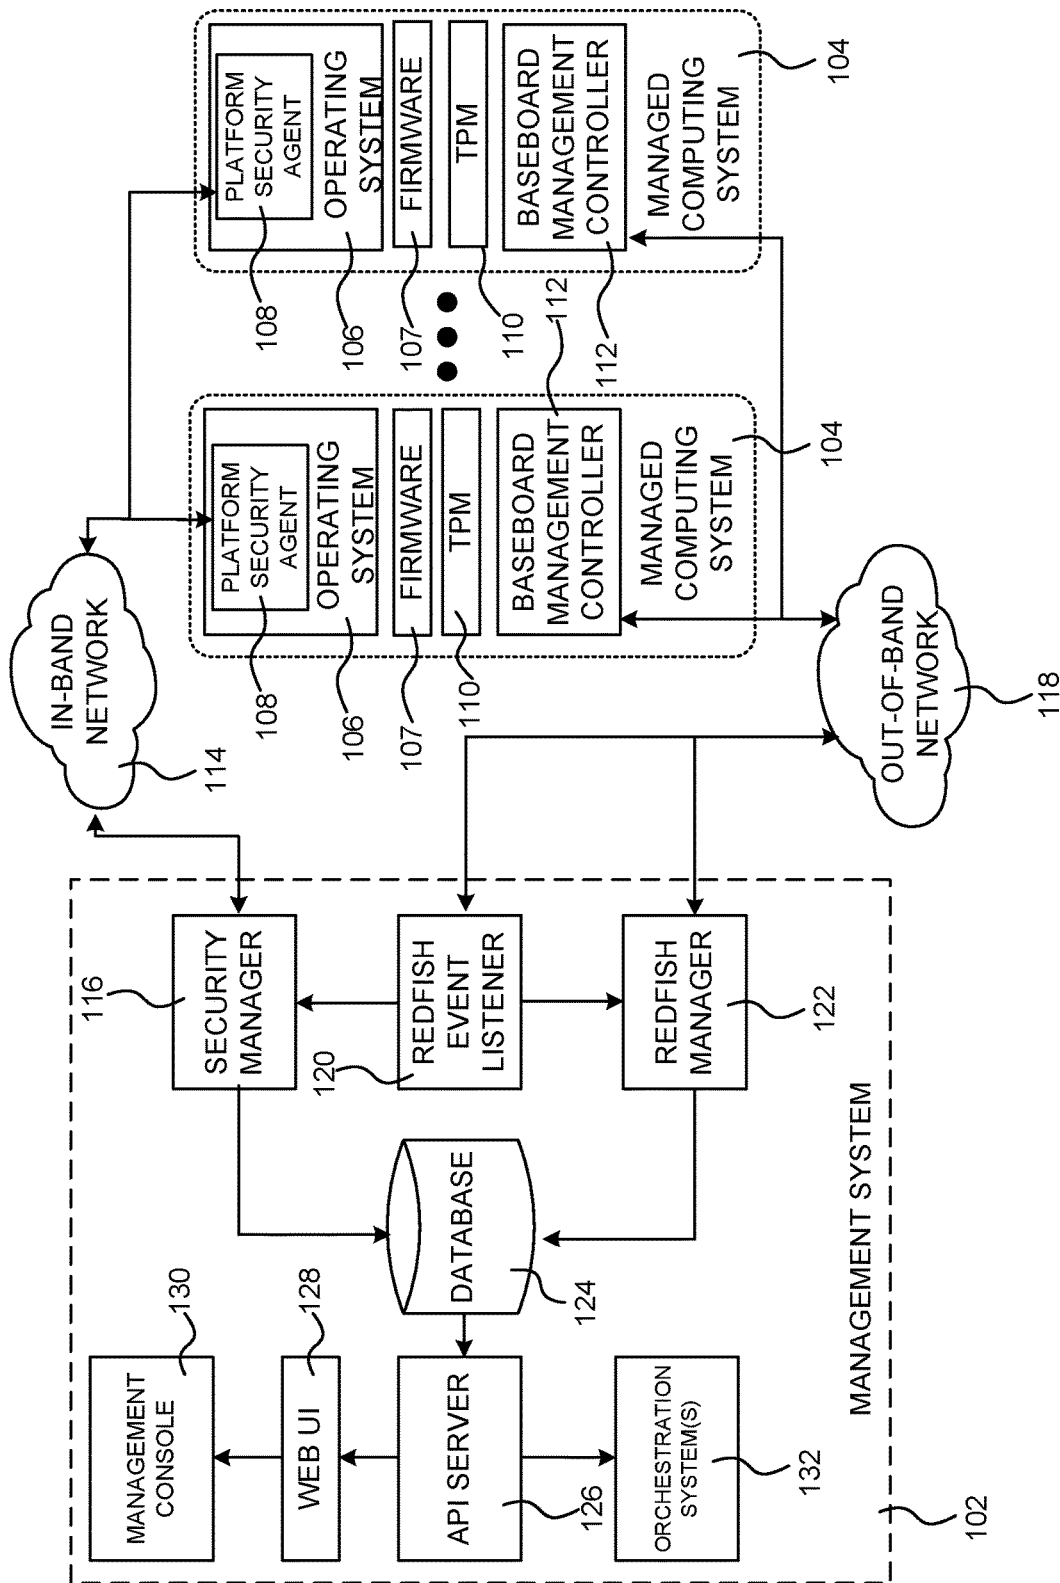 MANAGEMENT
CONSOLE
130
WEB UI
128
API SERVER
126
ORCHESTRATION
SYSTEM(S)
132
DATABASE
124
SECURITY
MANAGER
116
REDFISH
EVENT
LISTENER
120
REDFISH
MANAGER
122
MANAGEMENT SYSTEM
102
IN-BAND
NETWORK
114
OUT-OF-BAND
NETWORK
118
PLATFORM
SECURITY
AGENT
108
OPERATING
SYSTEM
106
FIRMWARE
107
TPM
110
BASEBOARD
MANAGEMENT
CONTROLLER
112
MANAGED
COMPUTING
SYSTEM
104
PLATFORM
SECURITY
AGENT
108
OPERATING
SYSTEM
106
FIRMWARE
107
TPM
110
BASEBOARD
MANAGEMENT
CONTROLLER
112
MANAGED
COMPUTING
SYSTEM
104